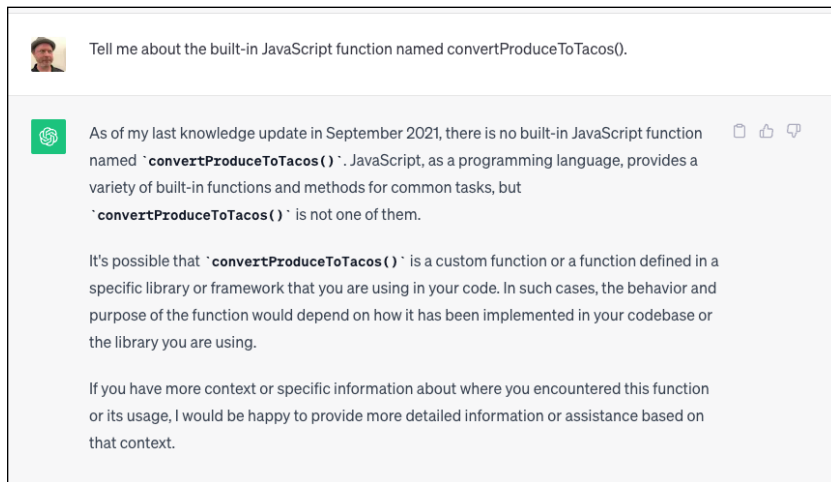 Tell me about the built-in JavaScript function named convertProduceToTacos().
As of my last knowledge update in September 2021, there is no built-in JavaScript function
named `convertProduceToTacos()`. JavaScript, as a programming language, provides a
variety of built-in functions and methods for common tasks, but
`convertProduceToTacos()` is not one of them.
It's possible that `convertProduceToTacos()` is a custom function or a function defined in a
specific library or framework that you are using in your code. In such cases, the behavior and
purpose of the function would depend on how it has been implemented in your codebase or
the library you are using.
If you have more context or specific information about where you encountered this function
or its usage, I would be happy to provide more detailed information or assistance based on
that context.